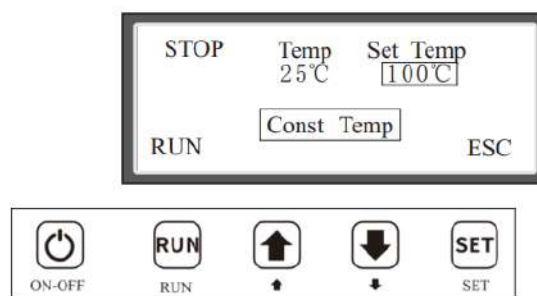 STOP Temp Set Temp
25℃ 100℃
Const Temp
RUN ESC
RUN SET
ON-OFF RUN ⬆ ⬇ SET